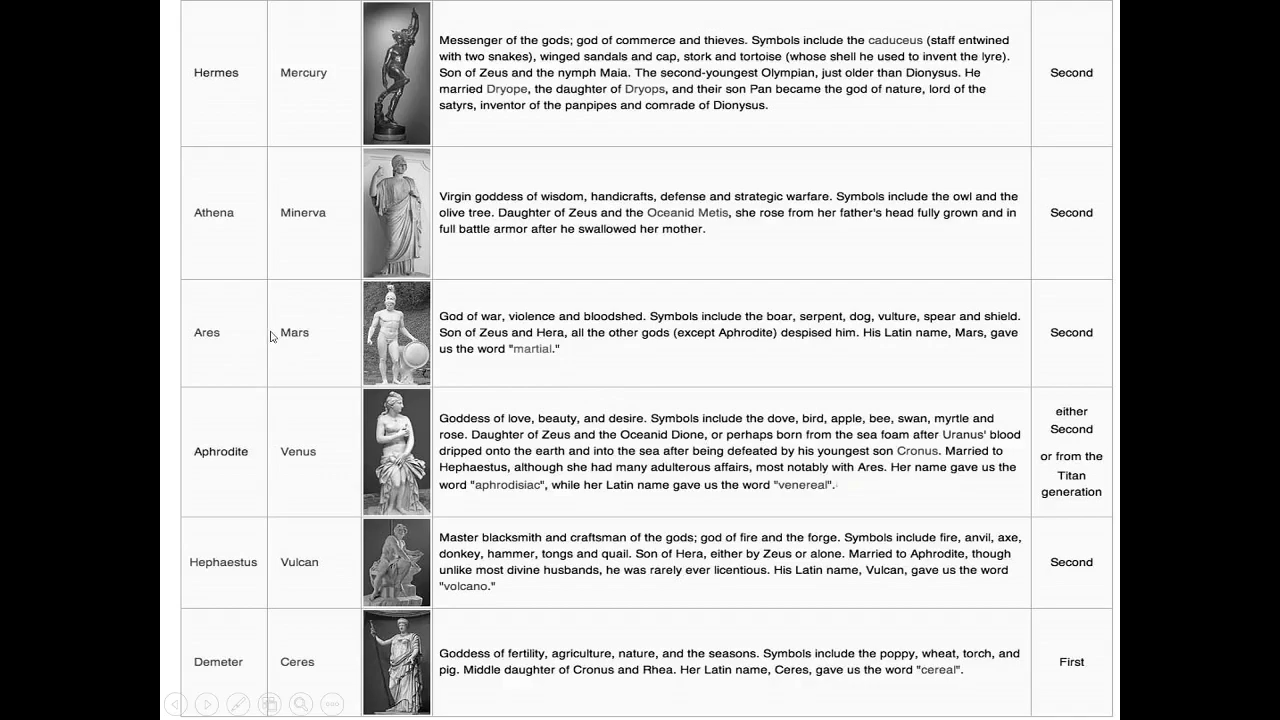 Hermes
Mercury
Messenger of the gods; god of commerce and thieves. Symbols include the caduceus (staff entwined
with two snakes), winged sandals and cap, stork and tortoise (whose shell he used to invent the lyre).
Son of Zeus and the nymph Maia. The second-youngest Olympian, just older than Dionysus. He
married Dryope, the daughter of Dryops, and their son Pan became the god of nature, lord of the
satyrs, inventor of the panpipes and comrade of Dionysus.
Second
Athena
Minerva
Virgin goddess of wisdom, handicrafts, defense and strategic warfare. Symbols include the owl and the
olive tree. Daughter of Zeus and the Oceanid Metis, she rose from her father's head fully grown and in
full battle armor after he swallowed her mother.
Second
Ares
Mars
God of war, violence and bloodshed. Symbols include the boar, serpent, dog, vulture, spear and shield.
Son of Zeus and Hera, all the other gods (except Aphrodite) despised him. His Latin name, Mars, gave
us the word "martial."
Second
Aphrodite
Venus
Goddess of love, beauty, and desire. Symbols include the dove, bird, apple, bee, swan, myrtle and
rose. Daughter of Zeus and the Oceanid Dione, or perhaps born from the sea foam after Uranus' blood
dripped onto the earth and into the sea after being defeated by his youngest son Cronus. Married to
Hephaestus, although she had many adulterous affairs, most notably with Ares. Her name gave us the
word "aphrodisiac", while her Latin name gave us the word "venereal".
either
Second
or from the
Titan
generation
Hephaestus
Vulcan
Master blacksmith and craftsman of the gods; god of fire and the forge. Symbols include fire, anvil, axe,
donkey, hammer, tongs and quail. Son of Hera, either by Zeus or alone. Married to Aphrodite, though
unlike most divine husbands, he was rarely ever licentious. His Latin name, Vulcan, gave us the word
"volcano."
Second
Demeter
Ceres
Goddess of fertility, agriculture, nature, and the seasons. Symbols include the poppy, wheat, torch, and
pig. Middle daughter of Cronus and Rhea. Her Latin name, Ceres, gave us the word "cereal".
First